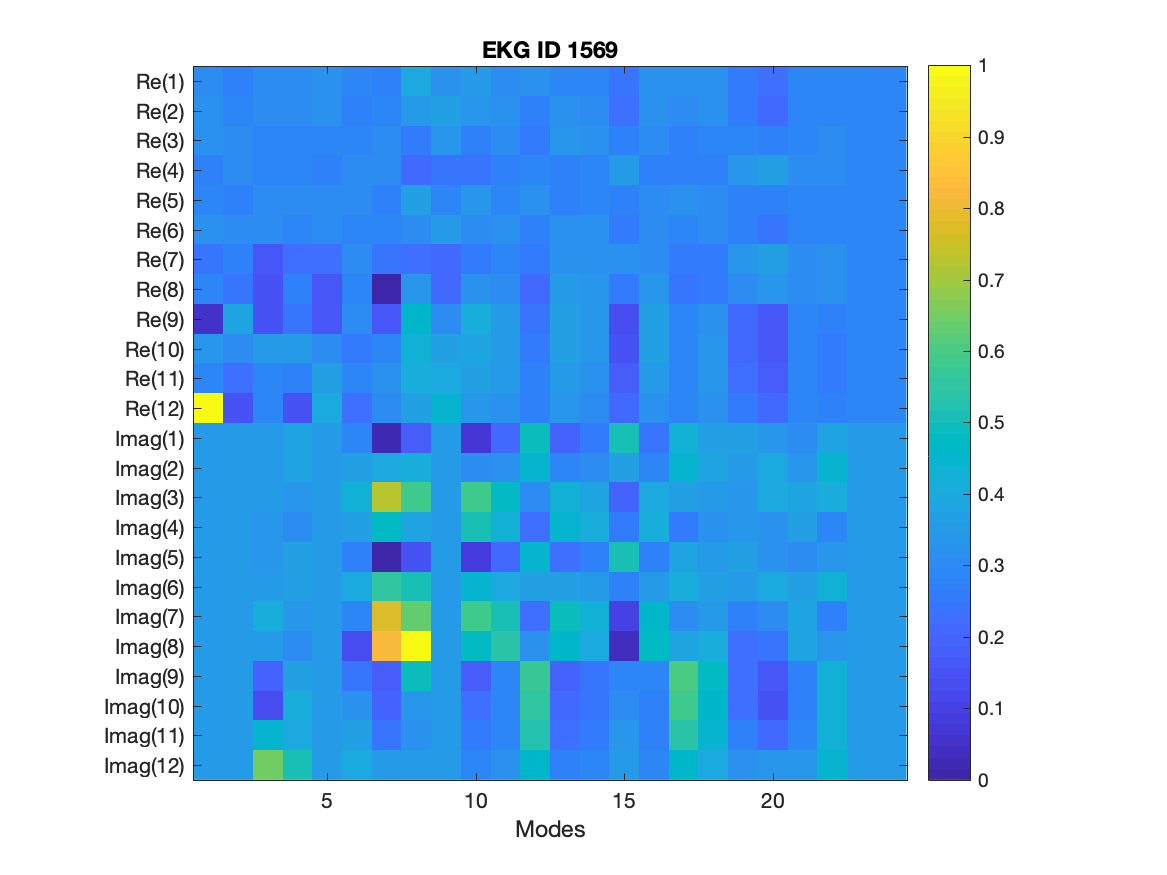 EKG ID 1569
Re(1)
Re(2)
Re(3)
Re(4)
Re(5)
Re(6)
Re(7)
Re(8)
Re(9)
Re(10)
Re(11)
Re(12)
Imag(1)
Imag(2)
Imag(3)
Imag(4)
Imag(5)
Imag(6)
Imag(7)
Imag(8)
Imag(9)
Imag(10)
Imag(11)
Imag(12)
5 10 15 20
Modes
1
0.9
0.8
0.7
0.6
0.5
0.4
0.3
0.2
0.1
0